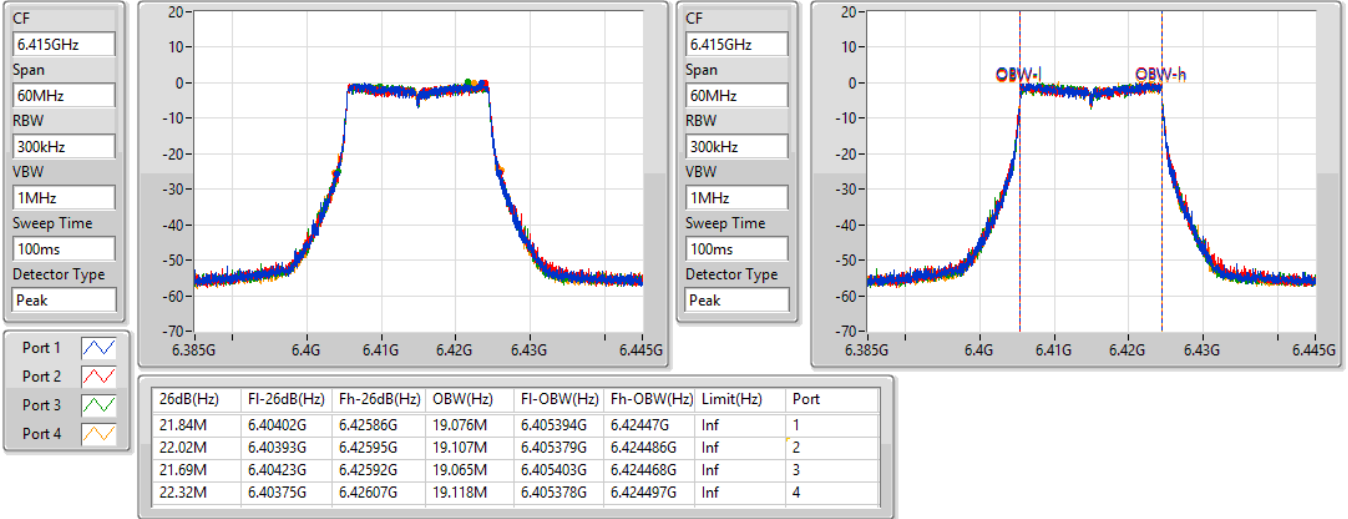 CF
6.415GHz
Span
60MHz
RBW
300kHz
VBW
1MHz
Sweep Time
100ms
Detector Type
Peak
20
10
0
-10
-20
-30
-40
-50
-60
-70
6.385G 6.4G 6.41G 6.42G 6.43G 6.445G
CF
6.415GHz
Span
60MHz
RBW
300kHz
VBW
1MHz
Sweep Time
100ms
Detector Type
Peak
20
10
0
-10
-20
-30
-40
-50
-60
-70
OBW-l OBW-h
6.385G 6.4G 6.41G 6.42G 6.43G 6.445G
Port 1
Port 2
Port 3
Port 4
26dB(Hz) Fl-26dB(Hz) Fh-26dB(Hz) OBW(Hz) Fl-OBW(Hz) Fh-OBW(Hz) Limit(Hz) Port
21.84M 6.40402G 6.42586G 19.076M 6.405394G 6.42447G Inf 1
22.02M 6.40393G 6.42595G 19.107M 6.405379G 6.424486G Inf 2
21.69M 6.40423G 6.42592G 19.065M 6.405403G 6.424468G Inf 3
22.32M 6.40375G 6.42607G 19.118M 6.405378G 6.424497G Inf 4